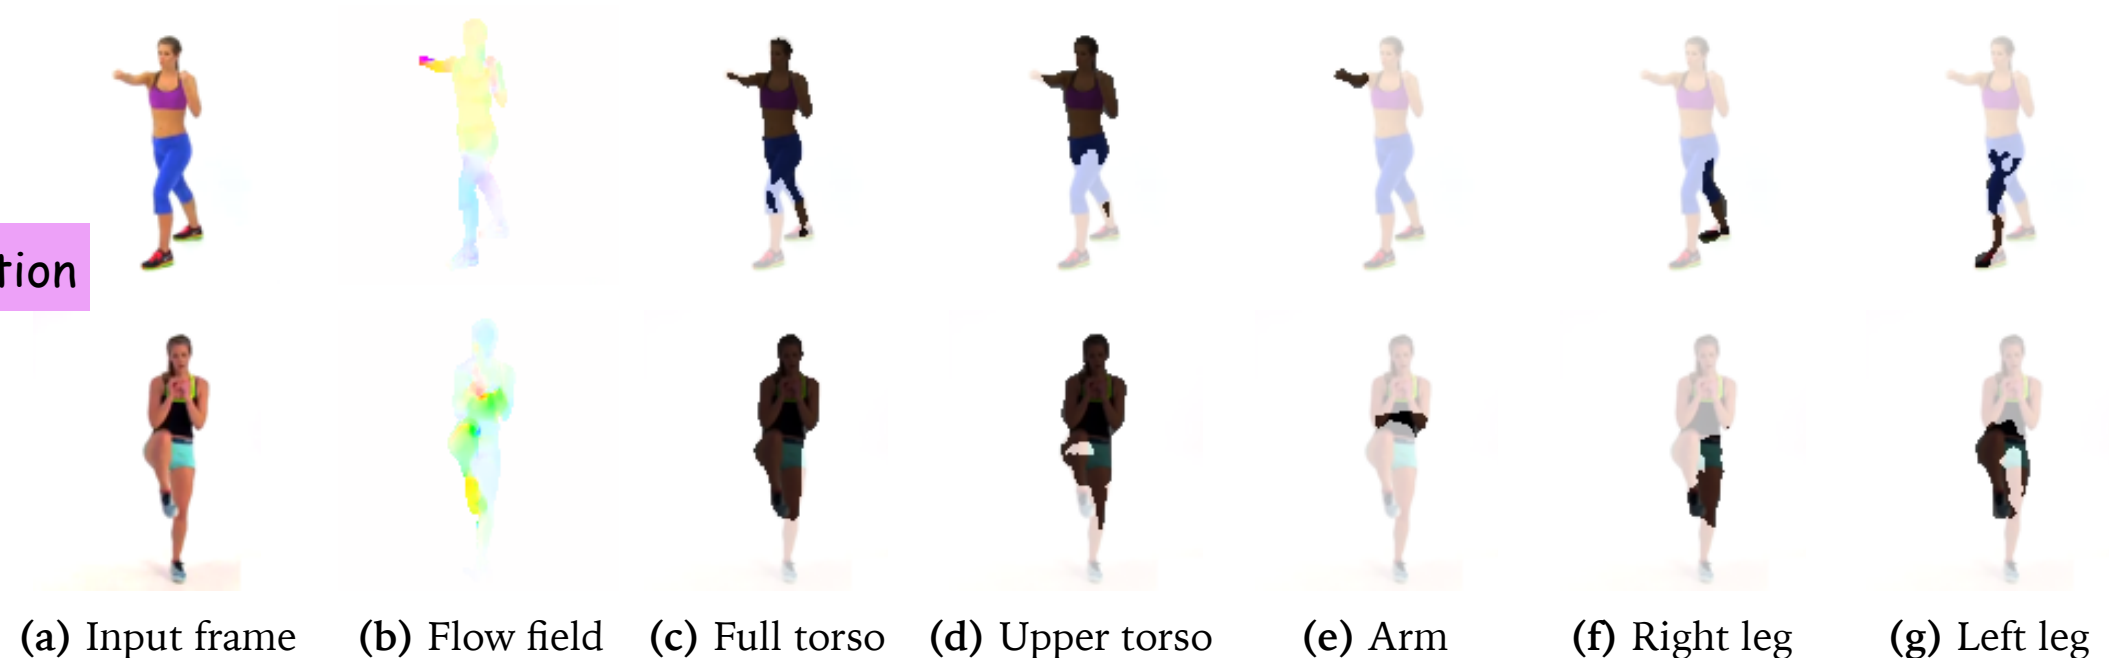 tion
(a) Input frame (b) Flow field (c) Full torso (d) Upper torso (e) Arm (f) Right leg (g) Left leg